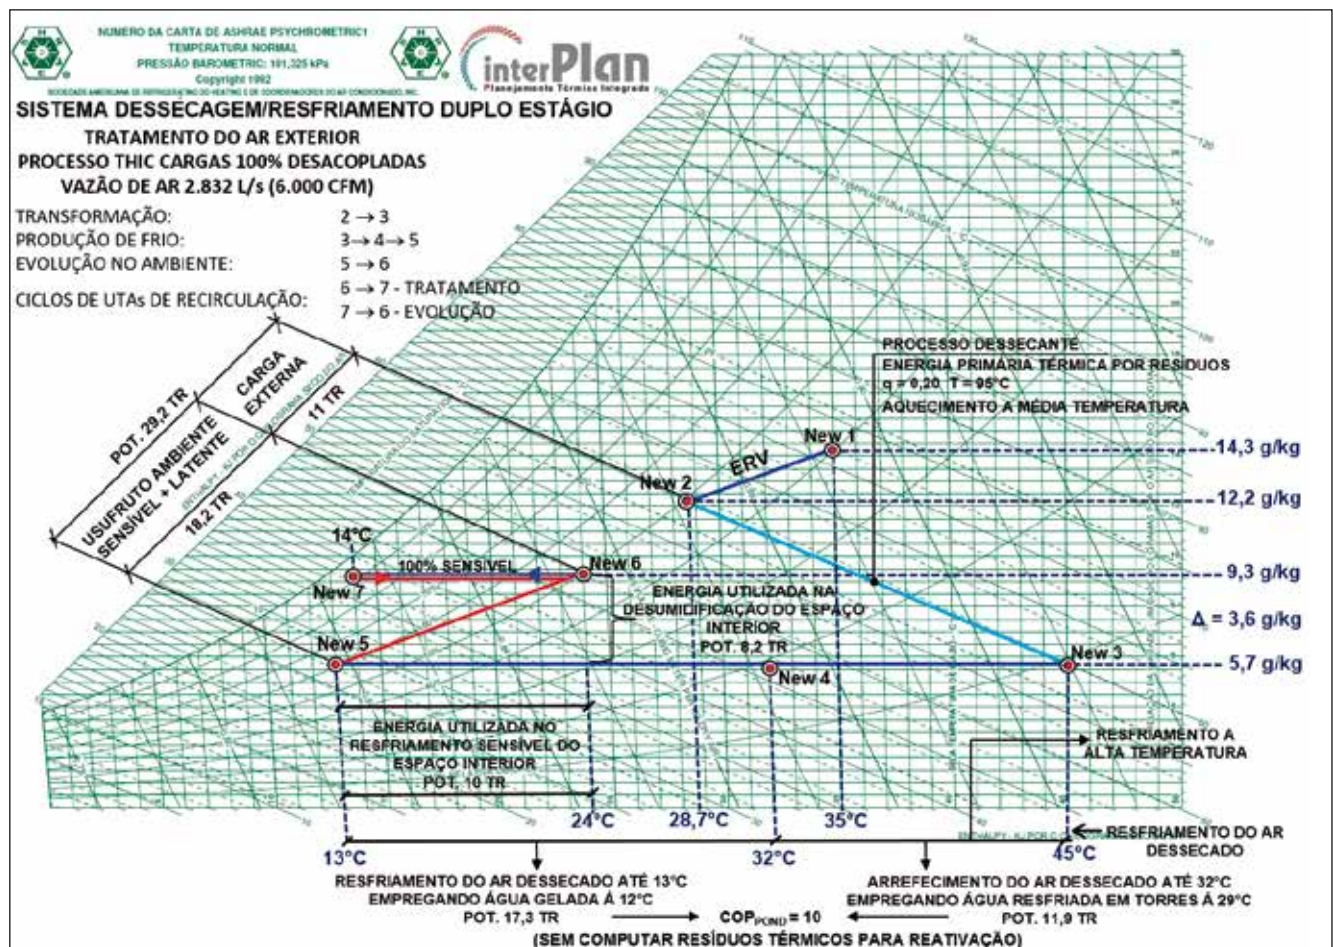 NUMERO DA CARTA DE ASHRAE PSYCHROMETRIC1
TEMPERATURA NORMAL
PRESSÃO BAROMETRIC: 101,325 kPa
Copyright 1992
interPlan
Planejamento Térmico Integrado
SISTEMA DESSECAGEM/RESFRIAMENTO DUPLO ESTÁGIO
TRATAMENTO DO AR EXTERIOR
PROCESSO THIC CARGAS 100% DESACOPLADAS
VAZÃO DE AR 2.832 L/s (6.000 CFM)
TRANSFORMAÇÃO: 2 → 3
PRODUÇÃO DE FRIO: 3 → 4 → 5
EVOLUÇÃO NO AMBIENTE: 5 → 6
CICLOS DE UTAs DE RECIRCULAÇÃO: 6 → 7 - TRATAMENTO
7 → 6 - EVOLUÇÃO
POT. 29,2 TR
CARGA
EXTERNA
11 TR
USUFRUTO AMBIENTE
SENSÍVEL + LATENTE
18,2 TR
PROCESSO DESSECANTE
ENERGIA PRIMÁRIA TÉRMICA POR RESÍDUOS
q = 0,20 T = 95°C
AQUECIMENTO A MÉDIA TEMPERATURA
New 1
14,3 g/kg
ERV
New 2
12,2 g/kg
14°C
100% SENSÍVEL
New 6
New 7
9,3 g/kg
ENERGIA UTILIZADA NA
DESUMIDIFICAÇÃO DO ESPAÇO
INTERIOR
POT. 8,2 TR
Δ = 3,6 g/kg
New 5
New 4
New 3
5,7 g/kg
ENERGIA UTILIZADA NO
RESFRIAMENTO SENSÍVEL DO
ESPAÇO INTERIOR
POT. 10 TR
RESFRIAMENTO A
ALTA TEMPERATURA
24°C
28,7°C
35°C
RESFRIAMENTO DO AR
DESSECADO
13°C
32°C
45°C
RESFRIAMENTO DO AR DESSECADO ATÉ 13°C
EMPREGANDO ÁGUA GELADA Á 12°C
POT. 17,3 TR
COP POND = 10
ARREFECIMENTO DO AR DESSECADO ATÉ 32°C
EMPREGANDO ÁGUA RESFRIADA EM TORRES Á 29°C
POT. 11,9 TR
(SEM COMPUTAR RESÍDUOS TÉRMICOS PARA REATIVAÇÃO)